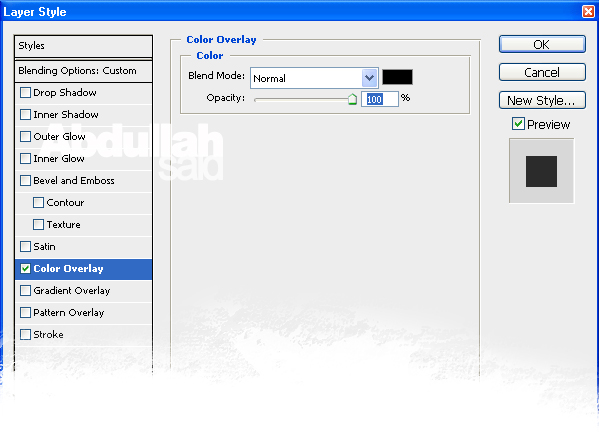 Layer Style
Styles
Blending Options: Custom
Drop Shadow
Inner Shadow
Outer Glow
Inner Glow
Bevel and Emboss
Contour
Texture
Satin
Color Overlay
Gradient Overlay
Pattern Overlay
Stroke
Abdullah
said
Color Overlay
Color
Blend Mode: Normal
Opacity: 100 %
OK
Cancel
New Style...
Preview